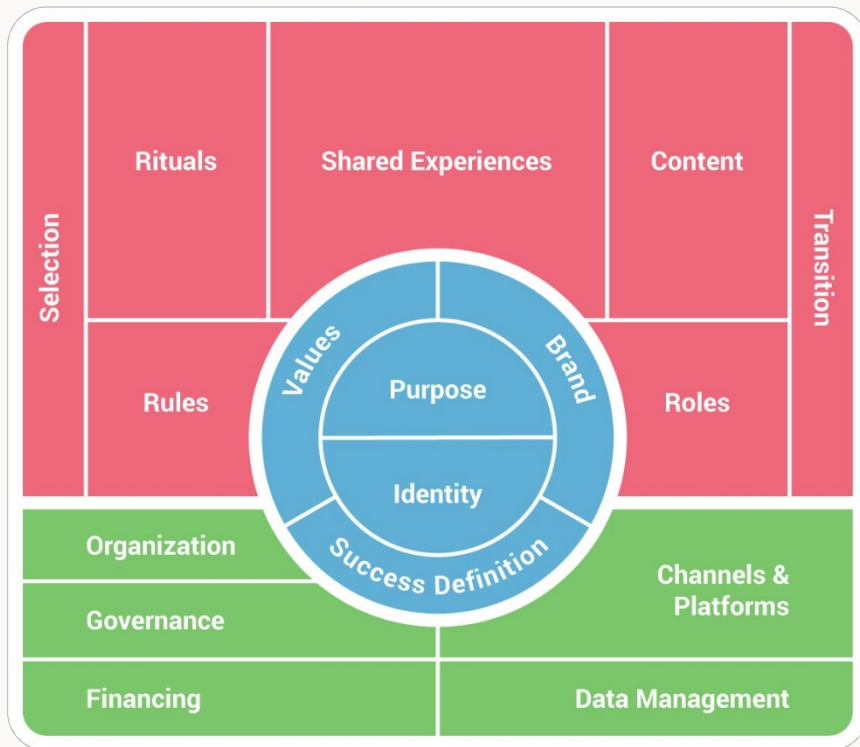 Selection
Rituals
Shared Experiences
Content
Transition
Rules
Values
Brand
Purpose
Roles
Identity
Success Definition
Organization
Governance
Financing
Channels &
Platforms
Data Management